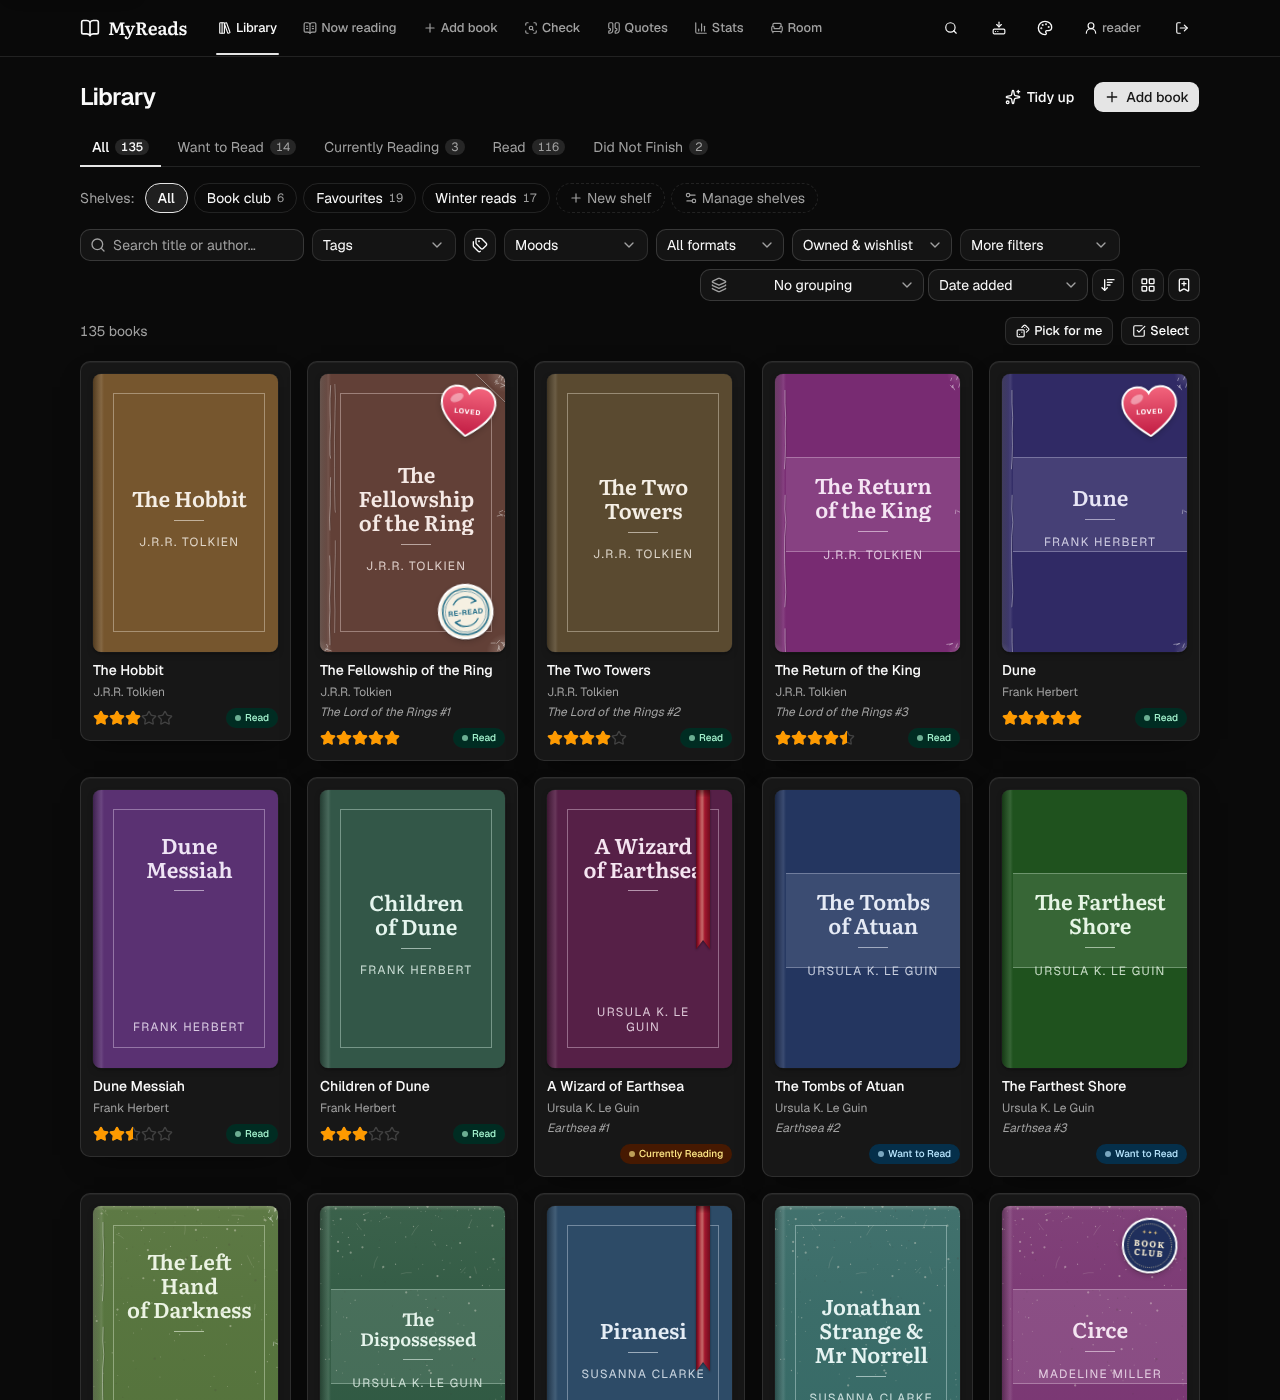 MyReads
Library
Now reading
Add book
Check
Quotes
Stats
Room
reader
Library
Tidy up
Add book
All 135
Want to Read 14
Currently Reading 3
Read 116
Did Not Finish 2
Shelves:
All
Book club 6
Favourites 19
Winter reads 17
New shelf
Manage shelves
Search title or author...
Tags
Moods
All formats
Owned & wishlist
More filters
No grouping
Date added
135 books
Pick for me
Select
The Hobbit
J.R.R. TOLKIEN
The Hobbit
J.R.R. Tolkien
Read
LOVED
The
Fellowship
of the Ring
J.R.R. TOLKIEN
RE-READ
The Fellowship of the Ring
J.R.R. Tolkien
The Lord of the Rings #1
Read
The Two
Towers
J.R.R. TOLKIEN
The Two Towers
J.R.R. Tolkien
The Lord of the Rings #2
Read
The Return
of the King
J.R.R. TOLKIEN
The Return of the King
J.R.R. Tolkien
The Lord of the Rings #3
Read
LOVED
Dune
FRANK HERBERT
Dune
Frank Herbert
Read
Dune
Messiah
FRANK HERBERT
Dune Messiah
Frank Herbert
Read
Children
of Dune
FRANK HERBERT
Children of Dune
Frank Herbert
Read
A Wizard
of Earthsea
URSULA K. LE
GUIN
A Wizard of Earthsea
Ursula K. Le Guin
Earthsea #1
Currently Reading
The Tombs
of Atuan
URSULA K. LE GUIN
The Tombs of Atuan
Ursula K. Le Guin
Earthsea #2
Want to Read
The Farthest
Shore
URSULA K. LE GUIN
The Farthest Shore
Ursula K. Le Guin
Earthsea #3
Want to Read
The Left
Hand
of Darkness
The
Dispossessed
URSULA K. LE GUIN
Piranesi
SUSANNA CLARKE
Jonathan
Strange &
Mr Norrell
SUSANNA CLARKE
BOOK
CLUB
Circe
MADELINE MILLER